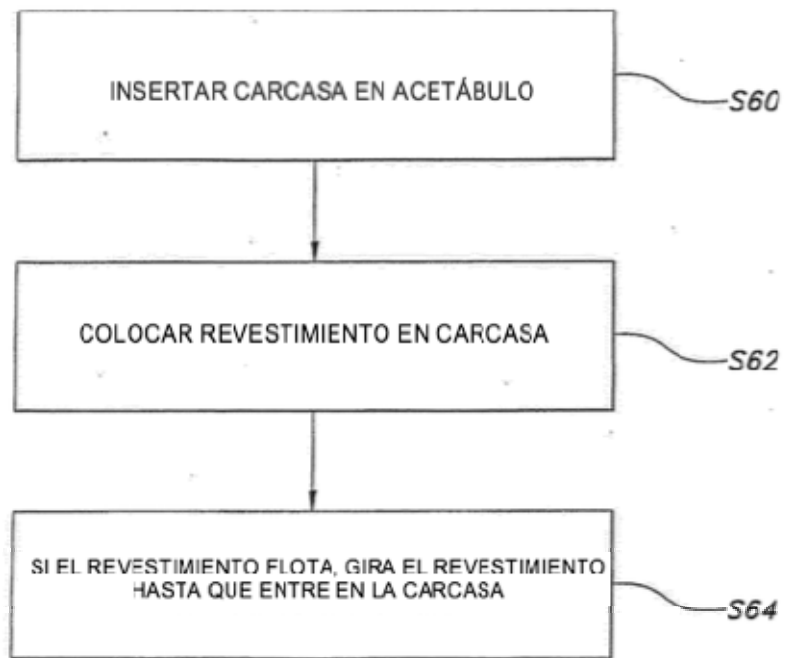 INSERTAR CARCASA EN ACETÁBULO
S60
COLOCAR REVESTIMIENTO EN CARCASA
S62
SI EL REVESTIMIENTO FLOTA, GIRA EL REVESTIMIENTO
HASTA QUE ENTRE EN LA CARCASA
S64